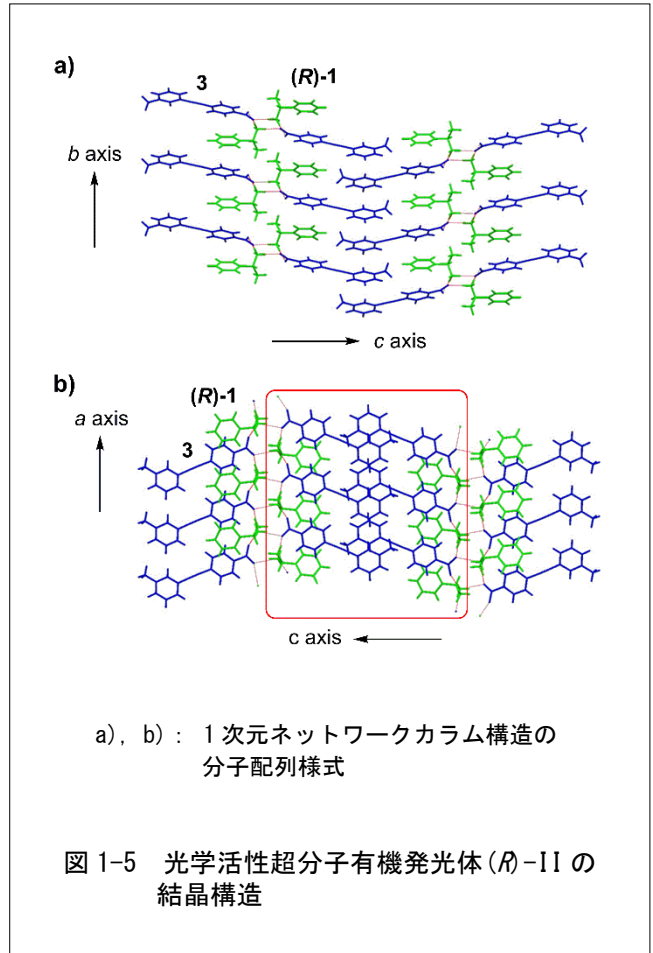 a)
3
(R)-1
b axis
c axis
b)
(R)-1
a axis
3
c axis
a), b) : 1次元ネットワークカラム構造の
分子配列様式
図1-5 光学活性超分子有機発光体(R)-IIの
結晶構造